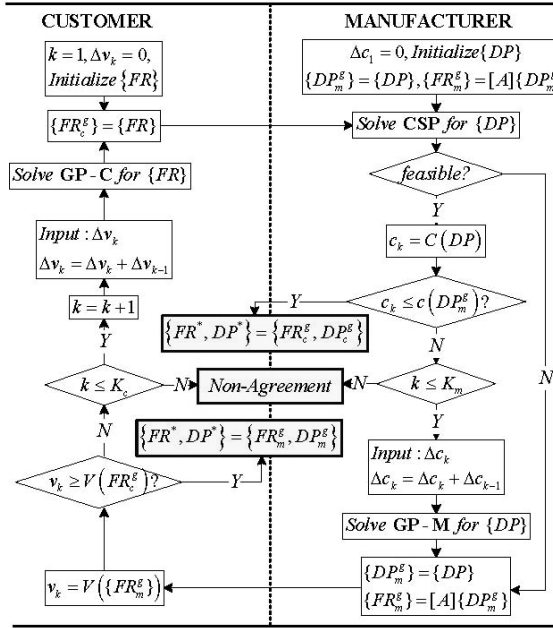 CUSTOMER
MANUFACTURER
k = 1, Δv_k = 0,
Initialize {FR}
Δc_1 = 0, Initialize {DP}
{DP_m^g} = {DP}, {FR_m^g} = [A]{DP_m^g
{FR_c^g} = {FR}
Solve CSP for {DP}
Solve GP - C for {FR}
feasible?
Y
N
Input : Δv_k
Δv_k = Δv_k + Δv_{k-1}
c_k = C(DP)
k = k+1
c_k ≤ c(DP_m^g)?
Y
N
{FR^*, DP^*} = {FR_c^g, DP_c^g}
Y
k ≤ K_c
N
Non-Agreement
N
k ≤ K_m
N
Y
{FR^*, DP^*} = {FR_m^g, DP_m^g}
Input : Δc_k
Δc_k = Δc_k + Δc_{k-1}
v_k ≥ V(FR_c^g)?
Y
Solve GP - M for {DP}
v_k = V({FR_m^g})
{DP_m^g} = {DP}
{FR_m^g} = [A]{DP_m^g}